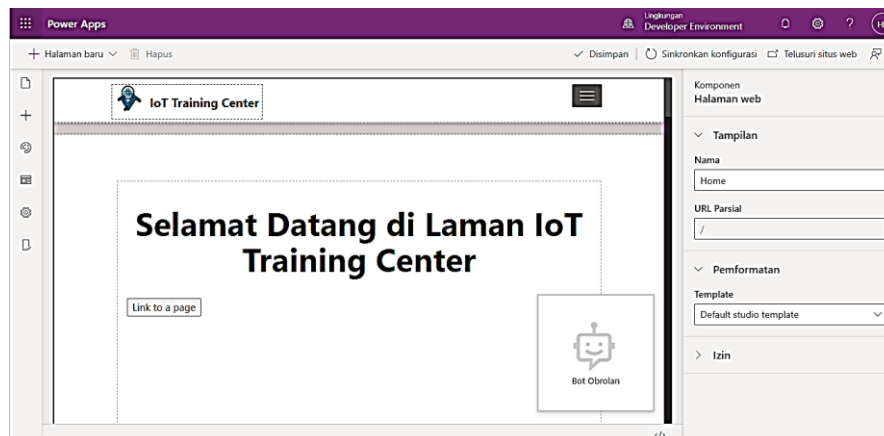 Power Apps
Lingkungan
Developer Environment
?
H
Halaman baru
Hapus
Disimpan
Sinkronkan konfigurasi
Telusuri situs web
IoT Training Center
Selamat Datang di Laman IoT
Training Center
Link to a page
Bot Obrolan
</>
Komponen
Halaman web
Tampilan
Nama
Home
URL Parsial
/
Pemformatan
Template
Default studio template
Izin